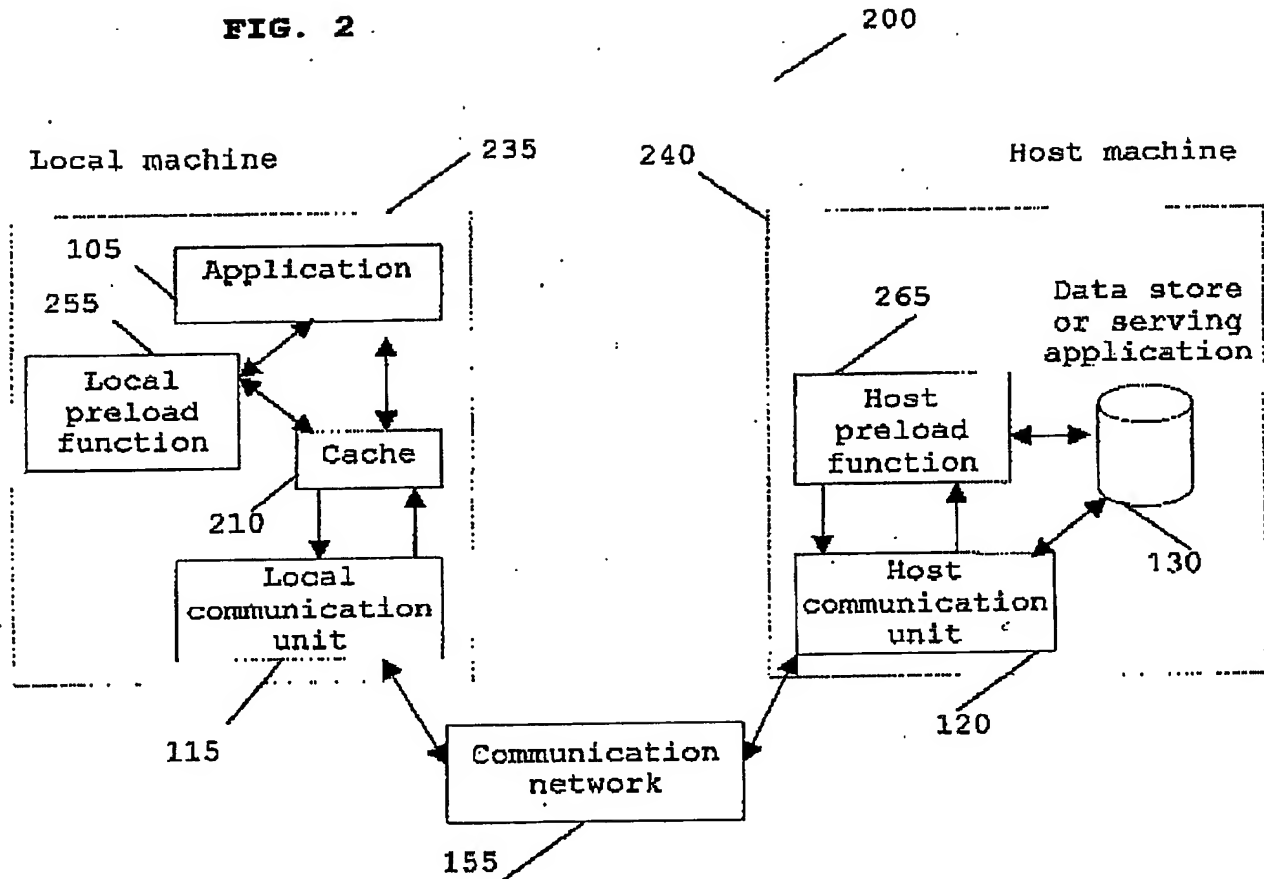 FIG. 2
200
Local machine
235
240
Host machine
105
Application
255
265
Data store
or serving
application
Local
preload
function
Host
preload
function
Cache
210
130
Local
communication
unit
Host
communication
unit
115
120
Communication
network
155